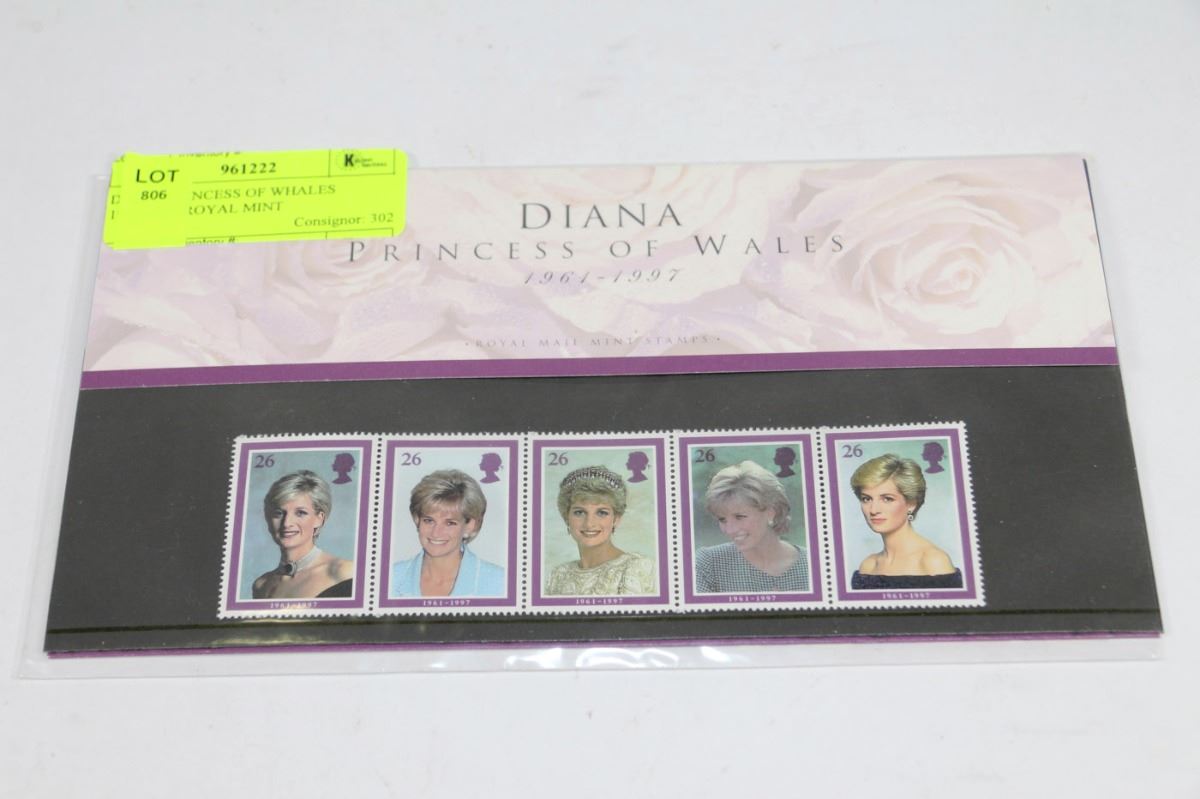 961222
LOT
806
NCESS OF WHALES
ROYAL MINT
Consignor: 302
DIANA
PRINCESS OF WALES
1961-1997
· ROYAL MAIL MINT STAMPS ·
26
26
26
26
26
1961-1997
1961-1997
1961-1997
1961-1997
1961-1997